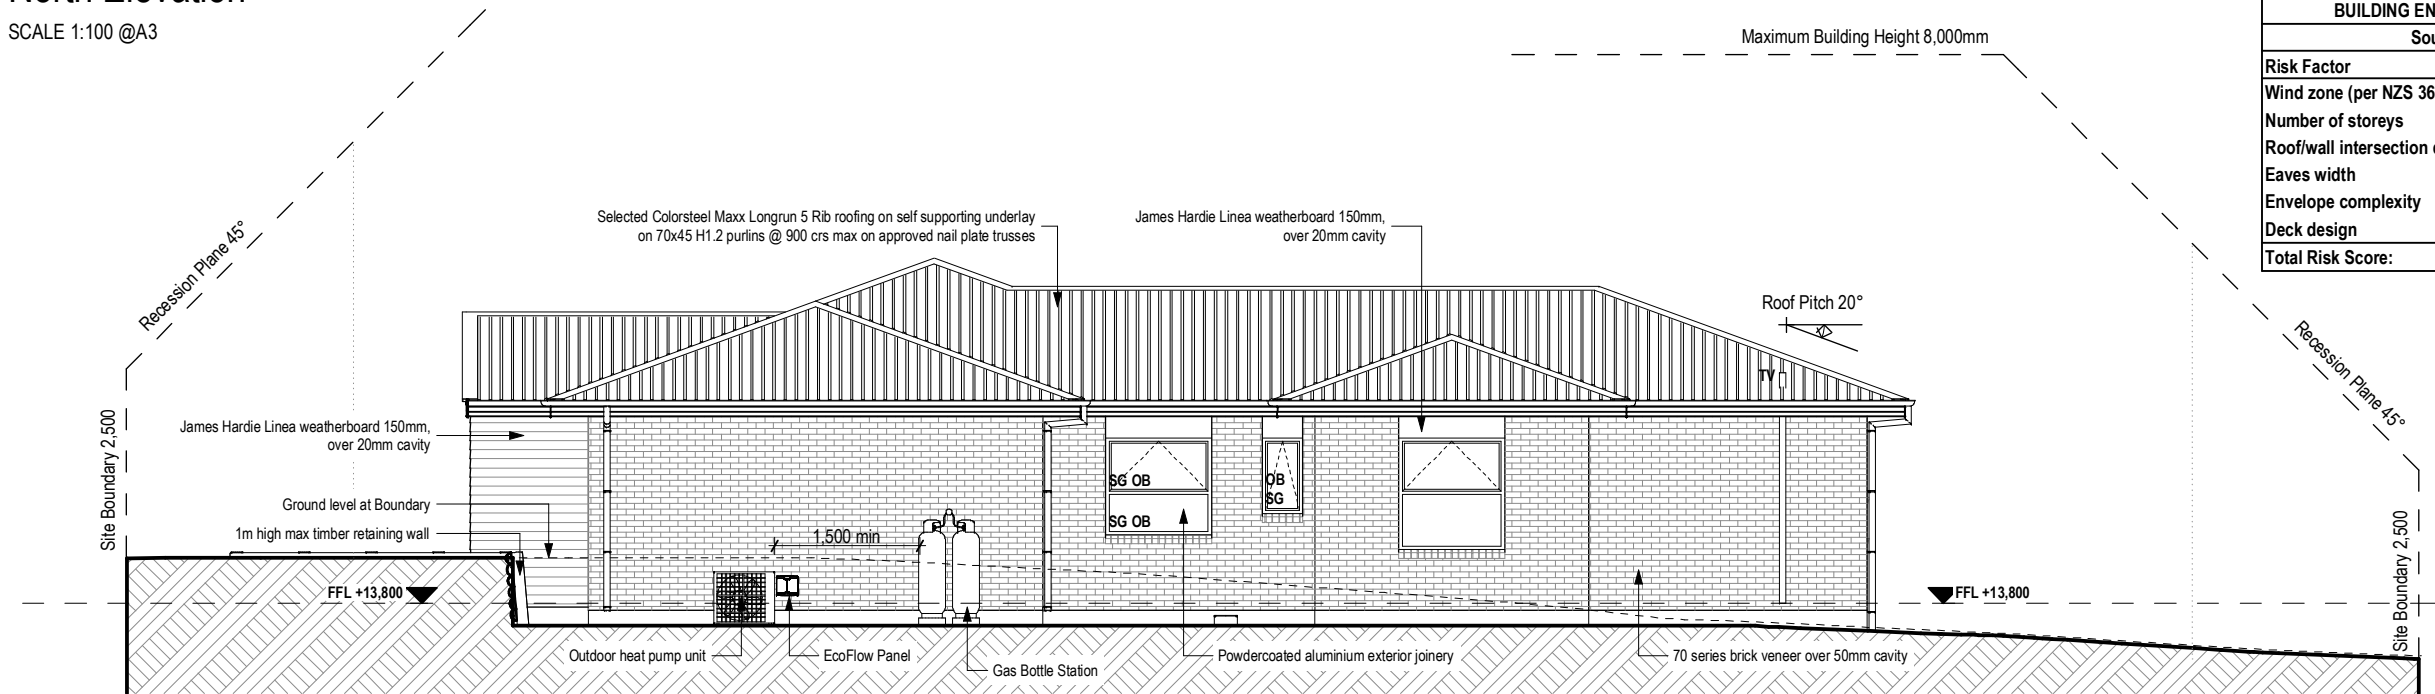 North Elevation
SCALE 1:100 @A3
Maximum Building Height 8,000mm
BUILDING EN
Sou
Risk Factor
Wind zone (per NZS 36
Number of storeys
Roof/wall intersection
Eaves width
Envelope complexity
Deck design
Total Risk Score:
Recession Plane 45°
Selected Colorsteel Maxx Longrun 5 Rib roofing on self supporting underlay
on 70x45 H1.2 purlins @ 900 crs max on approved nail plate trusses
James Hardie Linea weatherboard 150mm,
over 20mm cavity
Roof Pitch 20°
Recession Plane 45°
TV
Site Boundary 2,500
James Hardie Linea weatherboard 150mm,
over 20mm cavity
SG OB
OB
SG
SG OB
Ground level at Boundary
1m high max timber retaining wall
1,500 min
Site Boundary 2,500
FFL +13,800
FFL +13,800
Outdoor heat pump unit
EcoFlow Panel
Gas Bottle Station
Powdercoated aluminium exterior joinery
70 series brick veneer over 50mm cavity